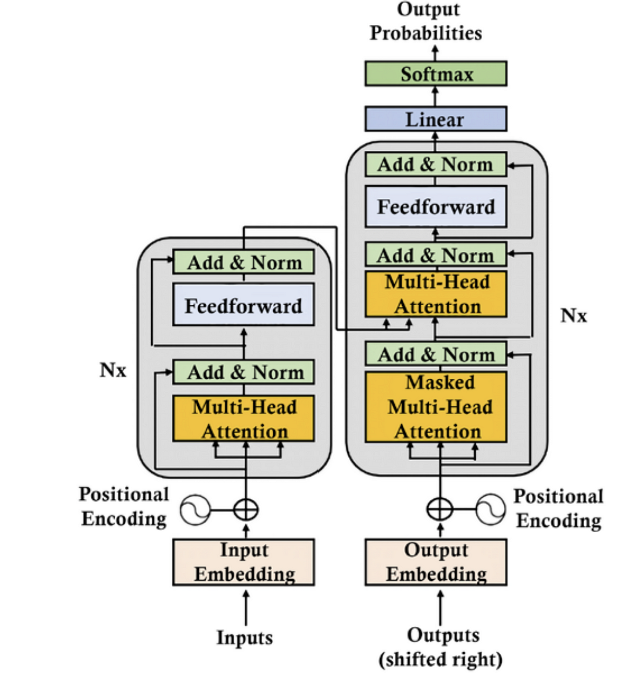 Output
Probabilities
Softmax
Linear
Add & Norm
Feedforward
Add & Norm
Multi-Head
Attention
Nx
Add & Norm
Masked
Multi-Head
Attention
Positional
Encoding
Output
Embedding
Outputs
(shifted right)
Add & Norm
Feedforward
Nx
Add & Norm
Multi-Head
Attention
Positional
Encoding
Input
Embedding
Inputs